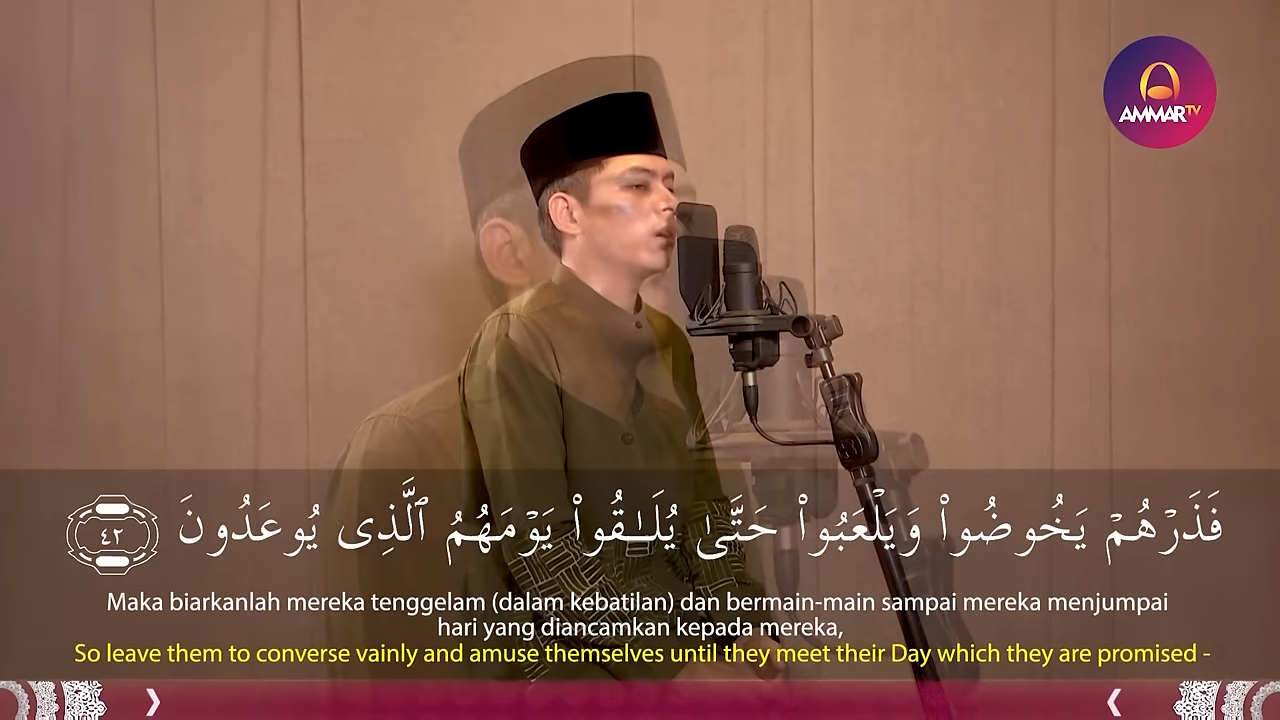 AMMAR TV
فَذَرْهُمْ يَخُوضُوا۟ وَيَلْعَبُوا۟ حَتَّىٰ يُلَـٰقُوا۟ يَوْمَهُمُ ٱلَّذِى يُوعَدُونَ ٤٢
Maka biarkanlah mereka tenggelam (dalam kebatilan) dan bermain-main sampai mereka menjumpai
hari yang diancamkan kepada mereka,
So leave them to converse vainly and amuse themselves until they meet their Day which they are promised -